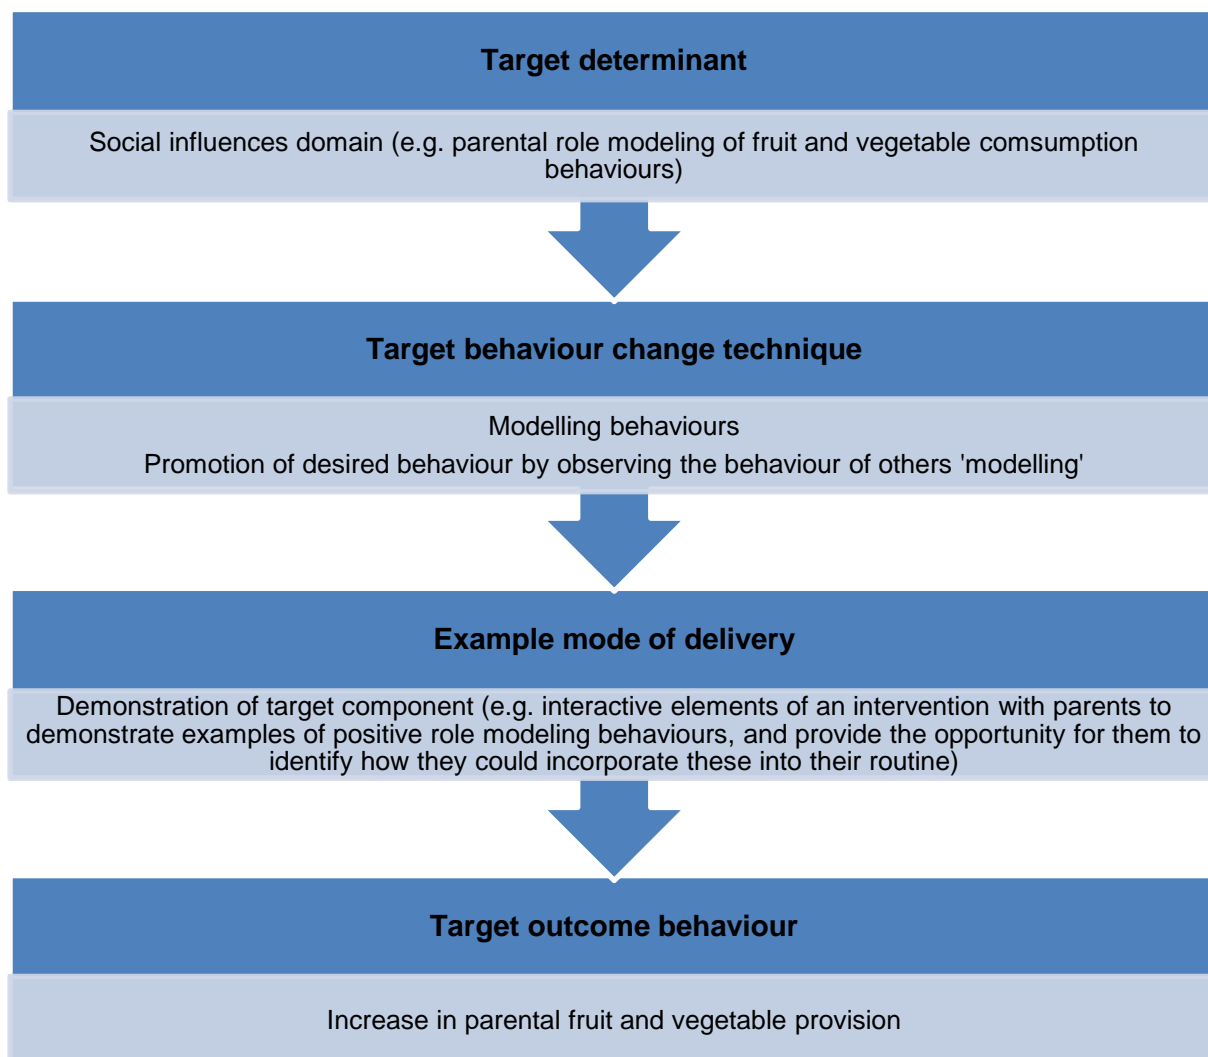 Target determinant
Social influences domain (e.g. parental role modeling of fruit and vegetable comsumption
behaviours)
Target behaviour change technique
Modelling behaviours
Promotion of desired behaviour by observing the behaviour of others 'modelling'
Example mode of delivery
Demonstration of target component (e.g. interactive elements of an intervention with parents to
demonstrate examples of positive role modeling behaviours, and provide the opportunity for them to
identify how they could incorporate these into their routine)
Target outcome behaviour
Increase in parental fruit and vegetable provision